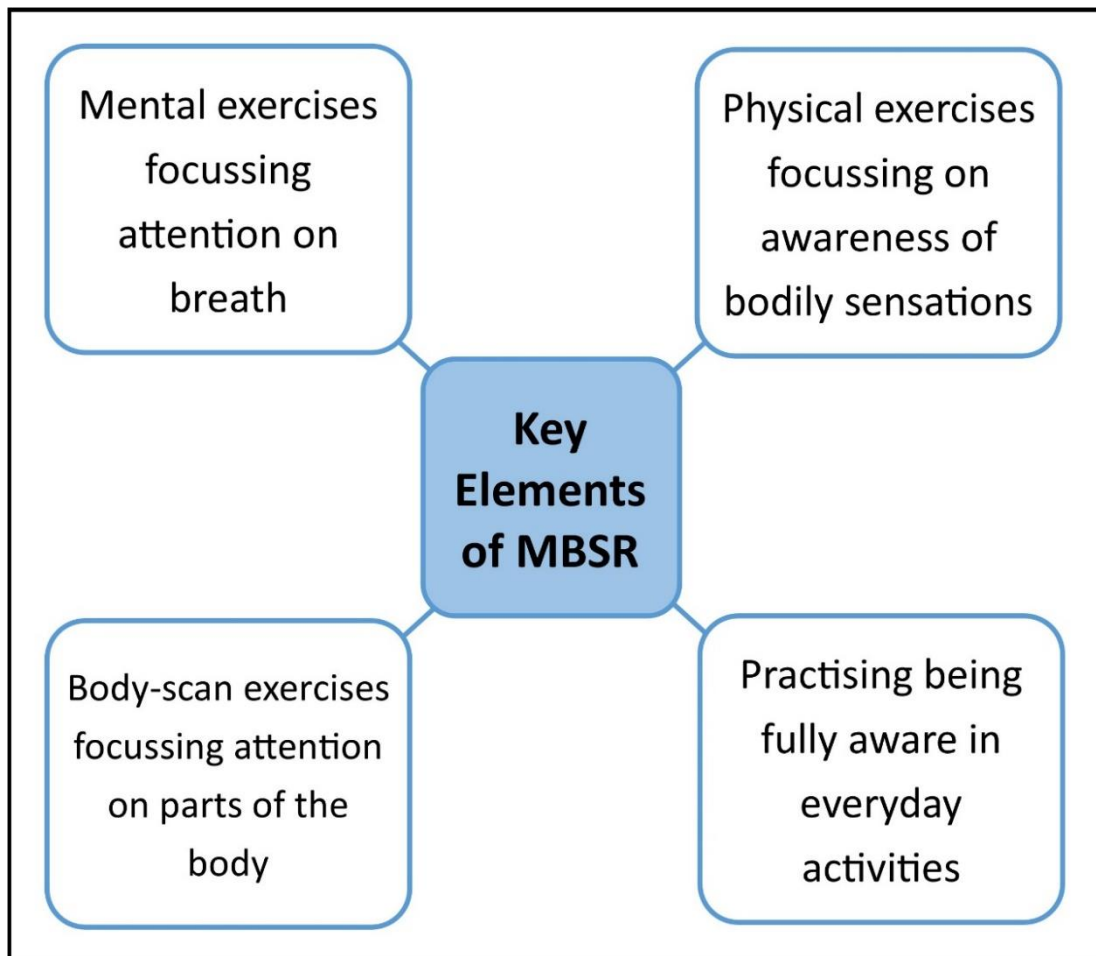 Mental exercises
focussing
attention on
breath
Physical exercises
focussing on
awareness of
bodily sensations
Key
Elements
of MBSR
Body-scan exercises
focussing attention
on parts of the
body
Practising being
fully aware in
everyday
activities